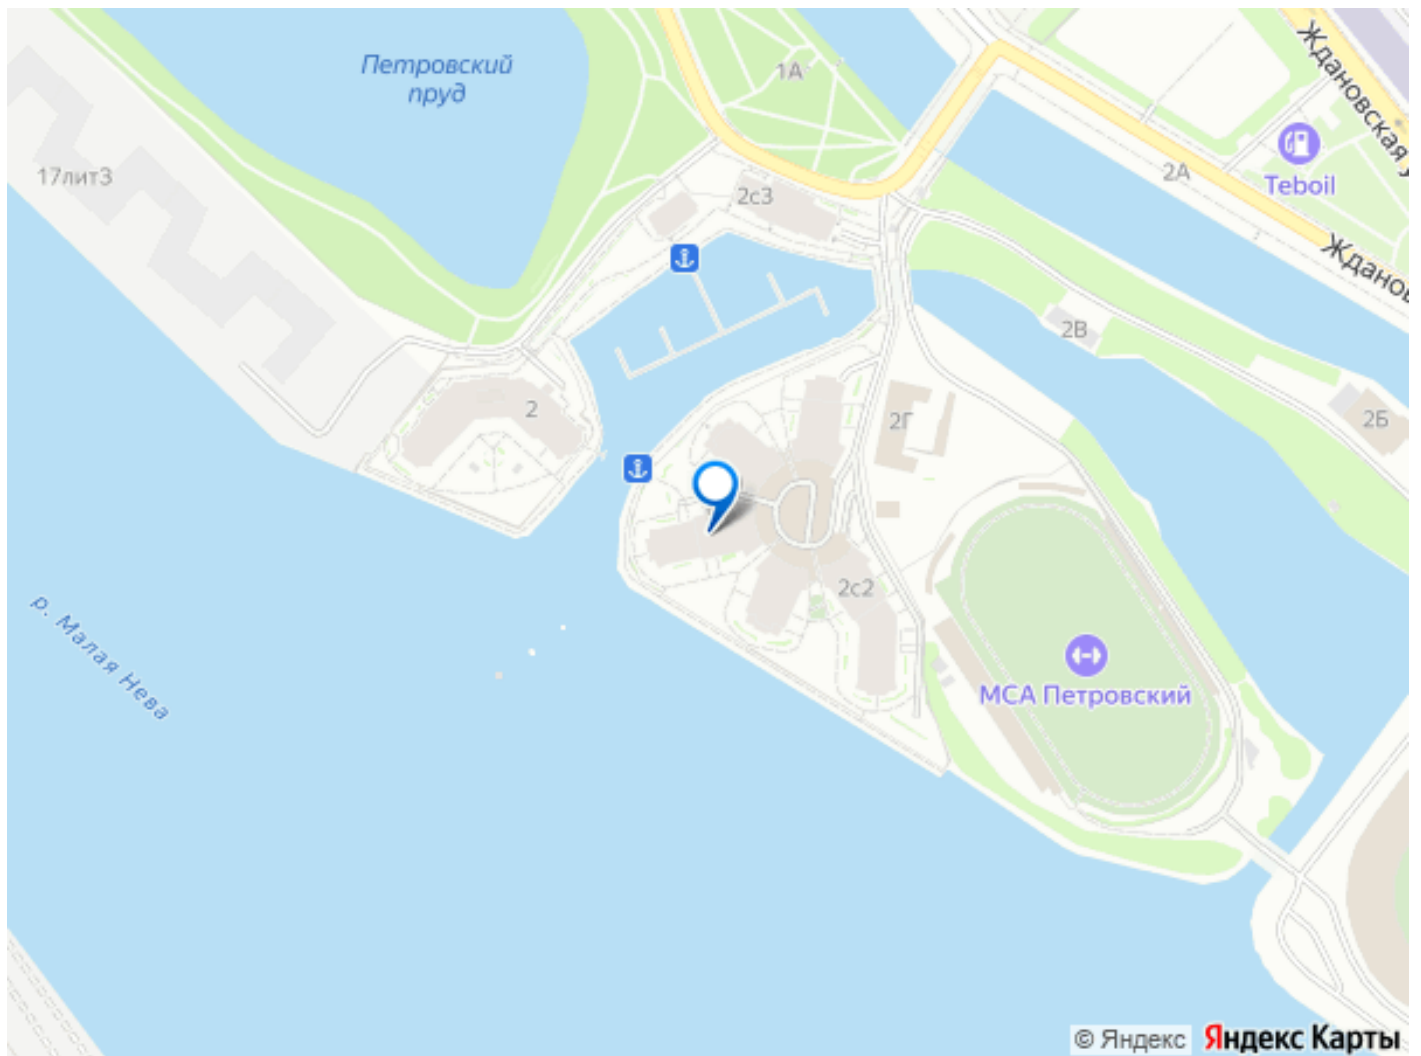 Петровский
пруд
1А
Ждановская у
Teboil
2А
17лит3
2с3
Жданов
2В
2
2Г
2Б
2с2
р. Малая Нева
МСА Петровский
© Яндекс Яндекс Карты